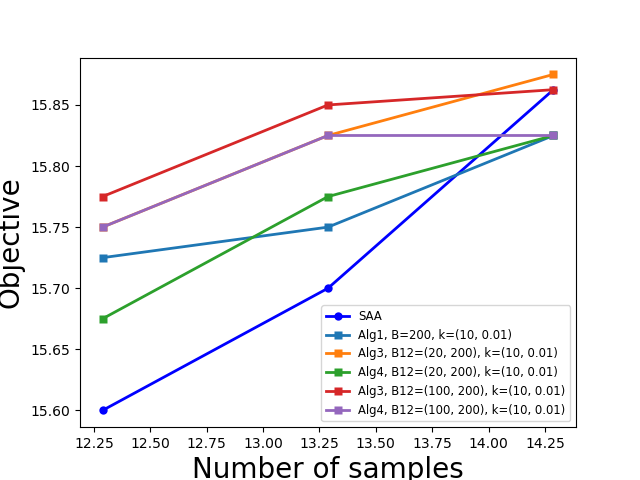 Objective
15.85
15.80
15.75
15.70
15.65
15.60
SAA
Alg1, B=200, k=(10, 0.01)
Alg3, B12=(20, 200), k=(10, 0.01)
Alg4, B12=(20, 200), k=(10, 0.01)
Alg3, B12=(100, 200), k=(10, 0.01)
Alg4, B12=(100, 200), k=(10, 0.01)
12.25 12.50 12.75 13.00 13.25 13.50 13.75 14.00 14.25
Number of samples